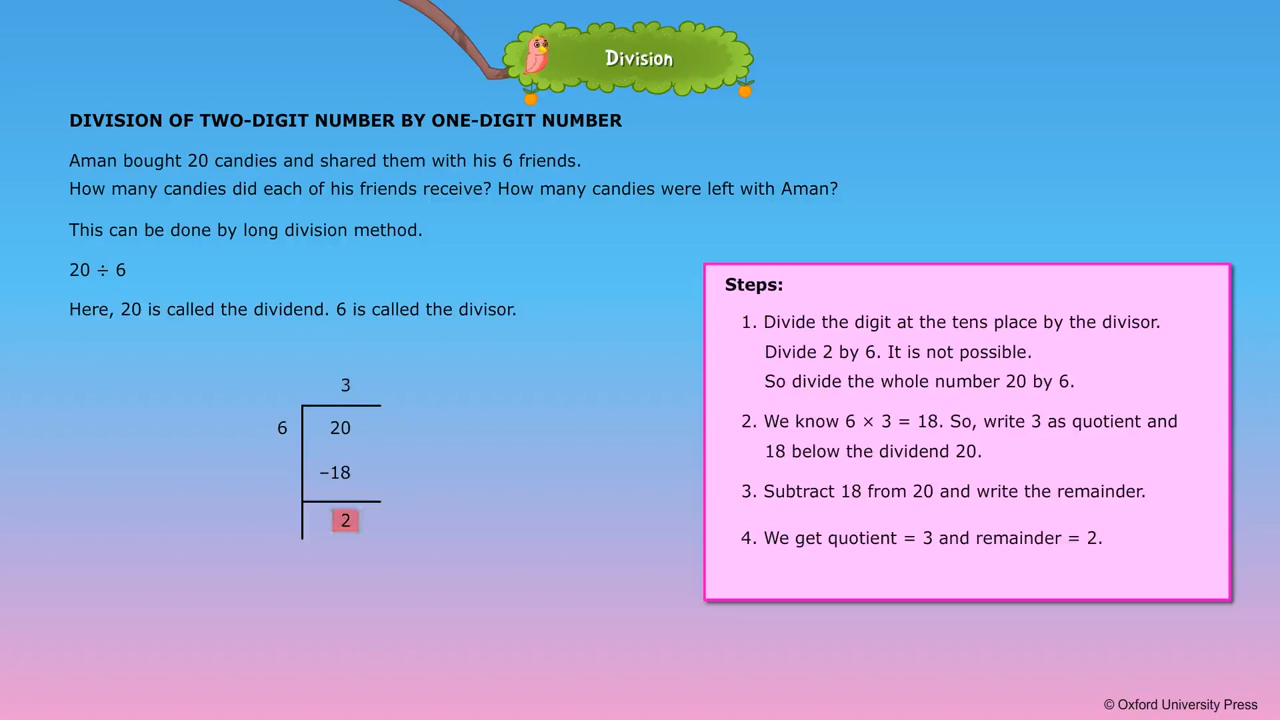 Division
DIVISION OF TWO-DIGIT NUMBER BY ONE-DIGIT NUMBER
Aman bought 20 candies and shared them with his 6 friends.
How many candies did each of his friends receive? How many candies were left with Aman?
This can be done by long division method.
20 ÷ 6
Here, 20 is called the dividend. 6 is called the divisor.
3
6 20
−18
2
Steps:
1. Divide the digit at the tens place by the divisor.
Divide 2 by 6. It is not possible.
So divide the whole number 20 by 6.
2. We know 6 × 3 = 18. So, write 3 as quotient and
18 below the dividend 20.
3. Subtract 18 from 20 and write the remainder.
4. We get quotient = 3 and remainder = 2.
© Oxford University Press